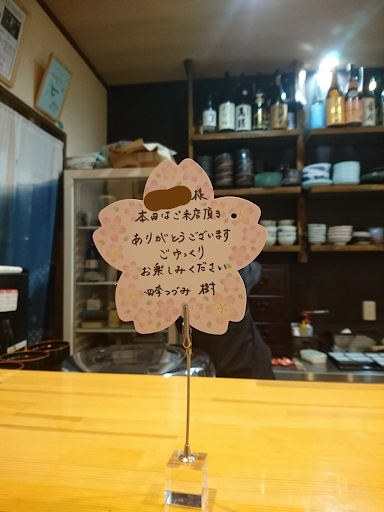 様
本日はご来店頂き
ありがとうございます
ごゆっくり
お楽しみください
四季つづみ 樹